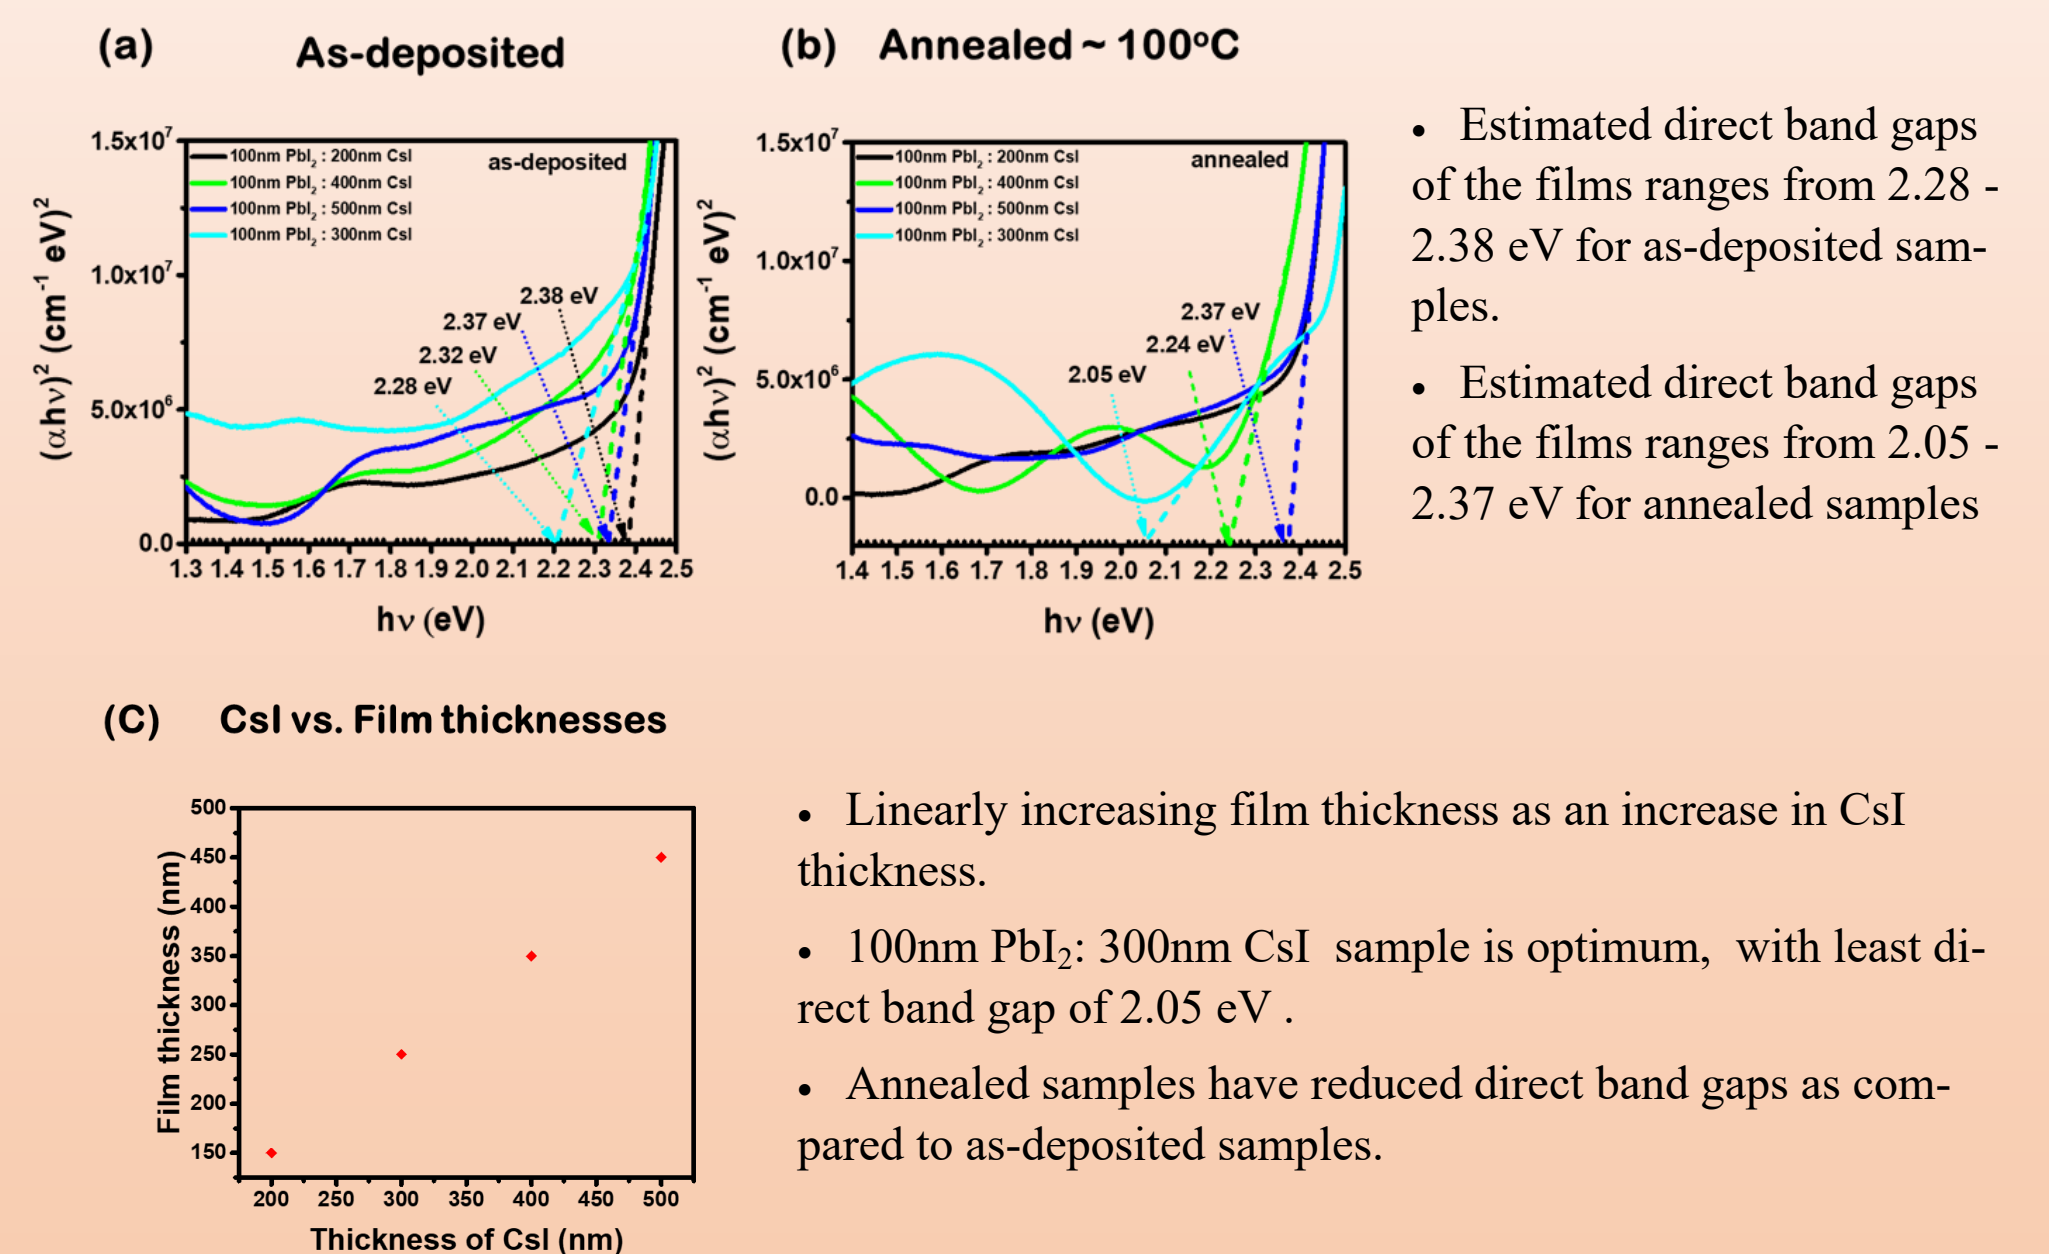 (a) As-deposited
1.5x10⁷
1.0x10⁷
5.0x10⁶
0.0
(αhν)² (cm⁻¹ eV)²
100nm PbI₂ : 200nm CsI
100nm PbI₂ : 400nm CsI
100nm PbI₂ : 500nm CsI
100nm PbI₂ : 300nm CsI
as-deposited
2.38 eV
2.37 eV
2.32 eV
2.28 eV
1.3 1.4 1.5 1.6 1.7 1.8 1.9 2.0 2.1 2.2 2.3 2.4 2.5
hν (eV)
(b) Annealed ~ 100°C
1.5x10⁷
1.0x10⁷
5.0x10⁶
0.0
(αhν)² (cm⁻¹ eV)²
100nm PbI₂ : 200nm CsI
100nm PbI₂ : 400nm CsI
100nm PbI₂ : 500nm CsI
100nm PbI₂ : 300nm CsI
annealed
2.37 eV
2.24 eV
2.05 eV
1.4 1.5 1.6 1.7 1.8 1.9 2.0 2.1 2.2 2.3 2.4 2.5
hν (eV)
• Estimated direct band gaps
of the films ranges from 2.28 -
2.38 eV for as-deposited sam-
ples.
• Estimated direct band gaps
of the films ranges from 2.05 -
2.37 eV for annealed samples
(C) CsI vs. Film thicknesses
500
450
400
350
300
250
200
150
Film thickness (nm)
200 250 300 350 400 450 500
Thickness of CsI (nm)
• Linearly increasing film thickness as an increase in CsI
thickness.
• 100nm PbI₂: 300nm CsI sample is optimum, with least di-
rect band gap of 2.05 eV .
• Annealed samples have reduced direct band gaps as com-
pared to as-deposited samples.